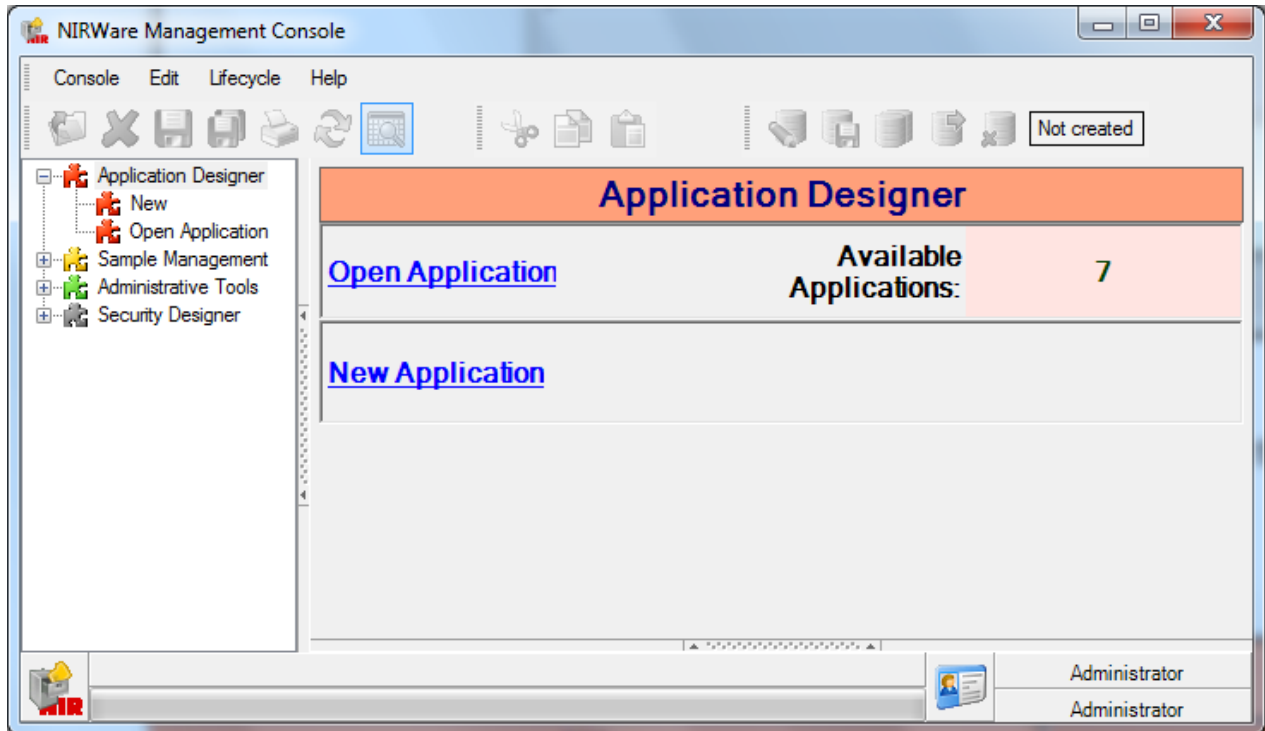 NIRWare Management Console
Console Edit Lifecycle Help
Not created
Application Designer
New
Open Application
Sample Management
Administrative Tools
Security Designer
Application Designer
Open Application
Available
Applications:
7
New Application
NIR
Administrator
Administrator